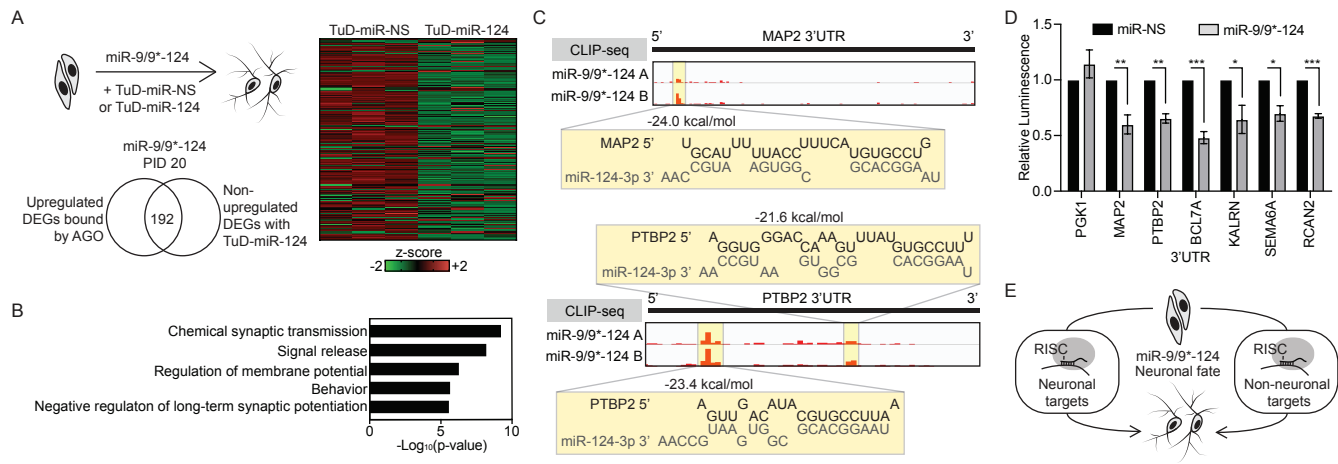 A
miR-9/9*-124
+ TuD-miR-NS
or TuD-miR-124
miR-9/9*-124
PID 20
Upregulated
DEGs bound
by AGO
192
Non-
upregulated
DEGs with
TuD-miR-124
TuD-miR-NS TuD-miR-124
z-score
-2 +2
B
Chemical synaptic transmission
Signal release
Regulation of membrane potential
Behavior
Negative regulaton of long-term synaptic potentiation
0 5 10
-Log10(p-value)
C
5' MAP2 3'UTR 3'
CLIP-seq
miR-9/9*-124 A
miR-9/9*-124 B
-24.0 kcal/mol
MAP2 5' U UU UUUCA G
GCAU UUACC UGUGCCU
CGUA AGUGG GCACGGA
miR-124-3p 3' AAC C AU
-21.6 kcal/mol
PTBP2 5' A GGAC AA UUAU U
GGUG CA GU GUGCCUU
CCGU GU CG CACGGAA
miR-124-3p 3' AA AA GG U
5' PTBP2 3'UTR 3'
CLIP-seq
miR-9/9*-124 A
miR-9/9*-124 B
-23.4 kcal/mol
PTBP2 5' A G AUA A
GUU AC CGUGCCUUA
UAA UG GCACGGAAU
miR-124-3p 3' AACCG G GC
D
miR-NS miR-9/9*-124
Relative Luminescence
1.5
1.0
0.5
0.0
** ** *** * * ***
PGK1
MAP2
PTBP2
BCL7A
KALRN
SEMA6A
RCAN2
3'UTR
E
RISC
Neuronal
targets
miR-9/9*-124
Neuronal fate
RISC
Non-neuronal
targets